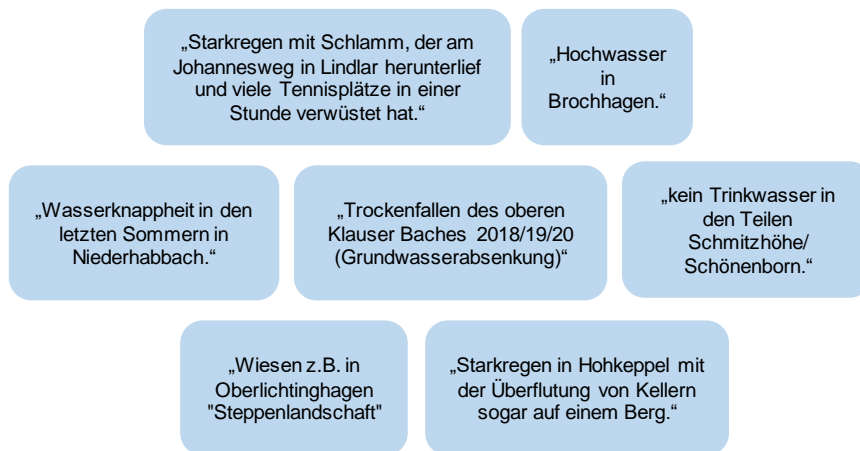 „Starkregen mit Schlamm, der am
Johannesweg in Lindlar herunterlief
und viele Tennisplätze in einer
Stunde verwüstet hat.“
„Hochwasser
in
Brochhagen.“
„Wasserknappheit in den
letzten Sommern in
Niederhabbach.“
„Trockenfallen des oberen
Klauser Baches 2018/19/20
(Grundwasserabsenkung)“
„kein Trinkwasser in
den Teilen
Schmitzhöhe/
Schönenborn.“
„Wiesen z.B. in
Oberlichtinghagen
"Steppenlandschaft"
„Starkregen in Hohkeppel mit
der Überflutung von Kellern
sogar auf einem Berg.“